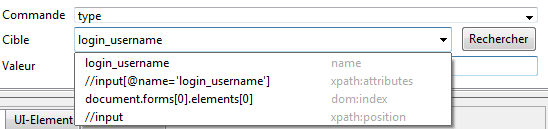 Commande type
Cible login_username Rechercher
Valeur
login_username name
//input[@name='login_username'] xpath:attributes
document.forms[0].elements[0] dom:index
//input xpath:position
UI-Element